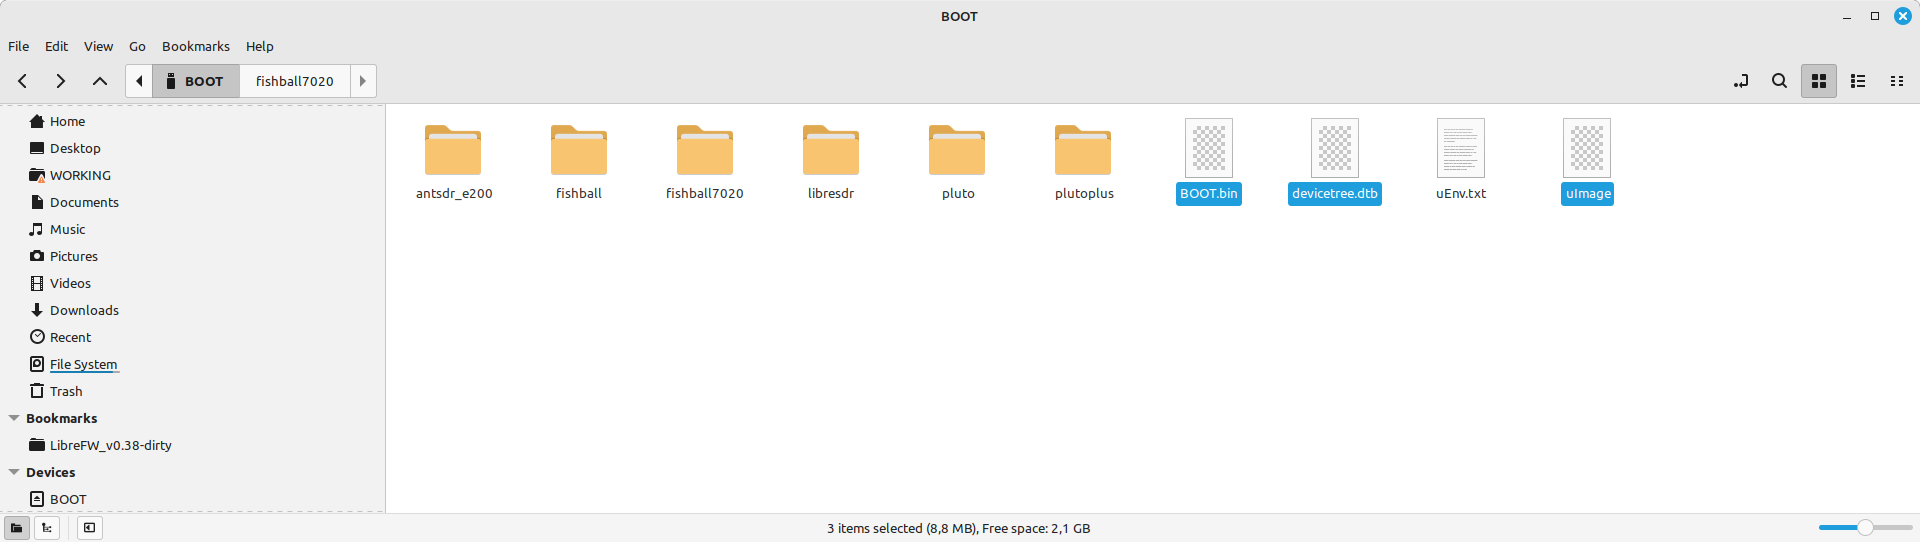 BOOT
File Edit View Go Bookmarks Help
BOOT fishball7020
Home
Desktop
WORKING
Documents
Music
Pictures
Videos
Downloads
Recent
File System
Trash
Bookmarks
LibreFW_v0.38-dirty
Devices
BOOT
antsdr_e200 fishball fishball7020 libresdr pluto plutoplus BOOT.bin devicetree.dtb uEnv.txt uImage
3 items selected (8,8 MB), Free space: 2,1 GB